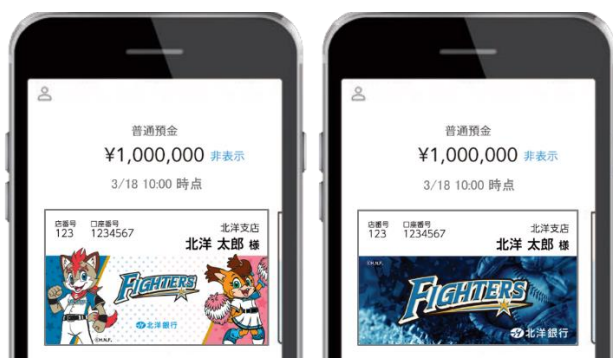 普通預金
¥1,000,000 非表示
3/18 10:00 時点
店番号 口座番号
123 1234567
北洋支店
北洋 太郎 様
FIGHTERS
北洋銀行
©H.N.F.
普通預金
¥1,000,000 非表示
3/18 10:00 時点
店番号 口座番号
123 1234567
北洋支店
北洋 太郎 様
©H.N.F.
FIGHTERS
北洋銀行